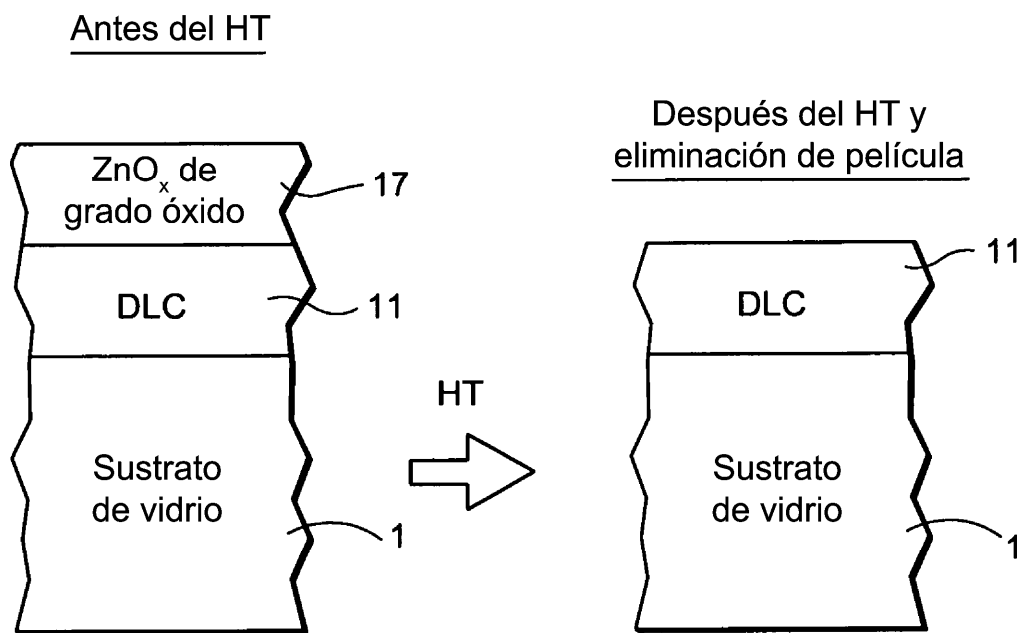 Antes del HT
ZnOx de
grado óxido
17
DLC
11
Sustrato
de vidrio
1
HT
Después del HT y
eliminación de película
11
DLC
Sustrato
de vidrio
1